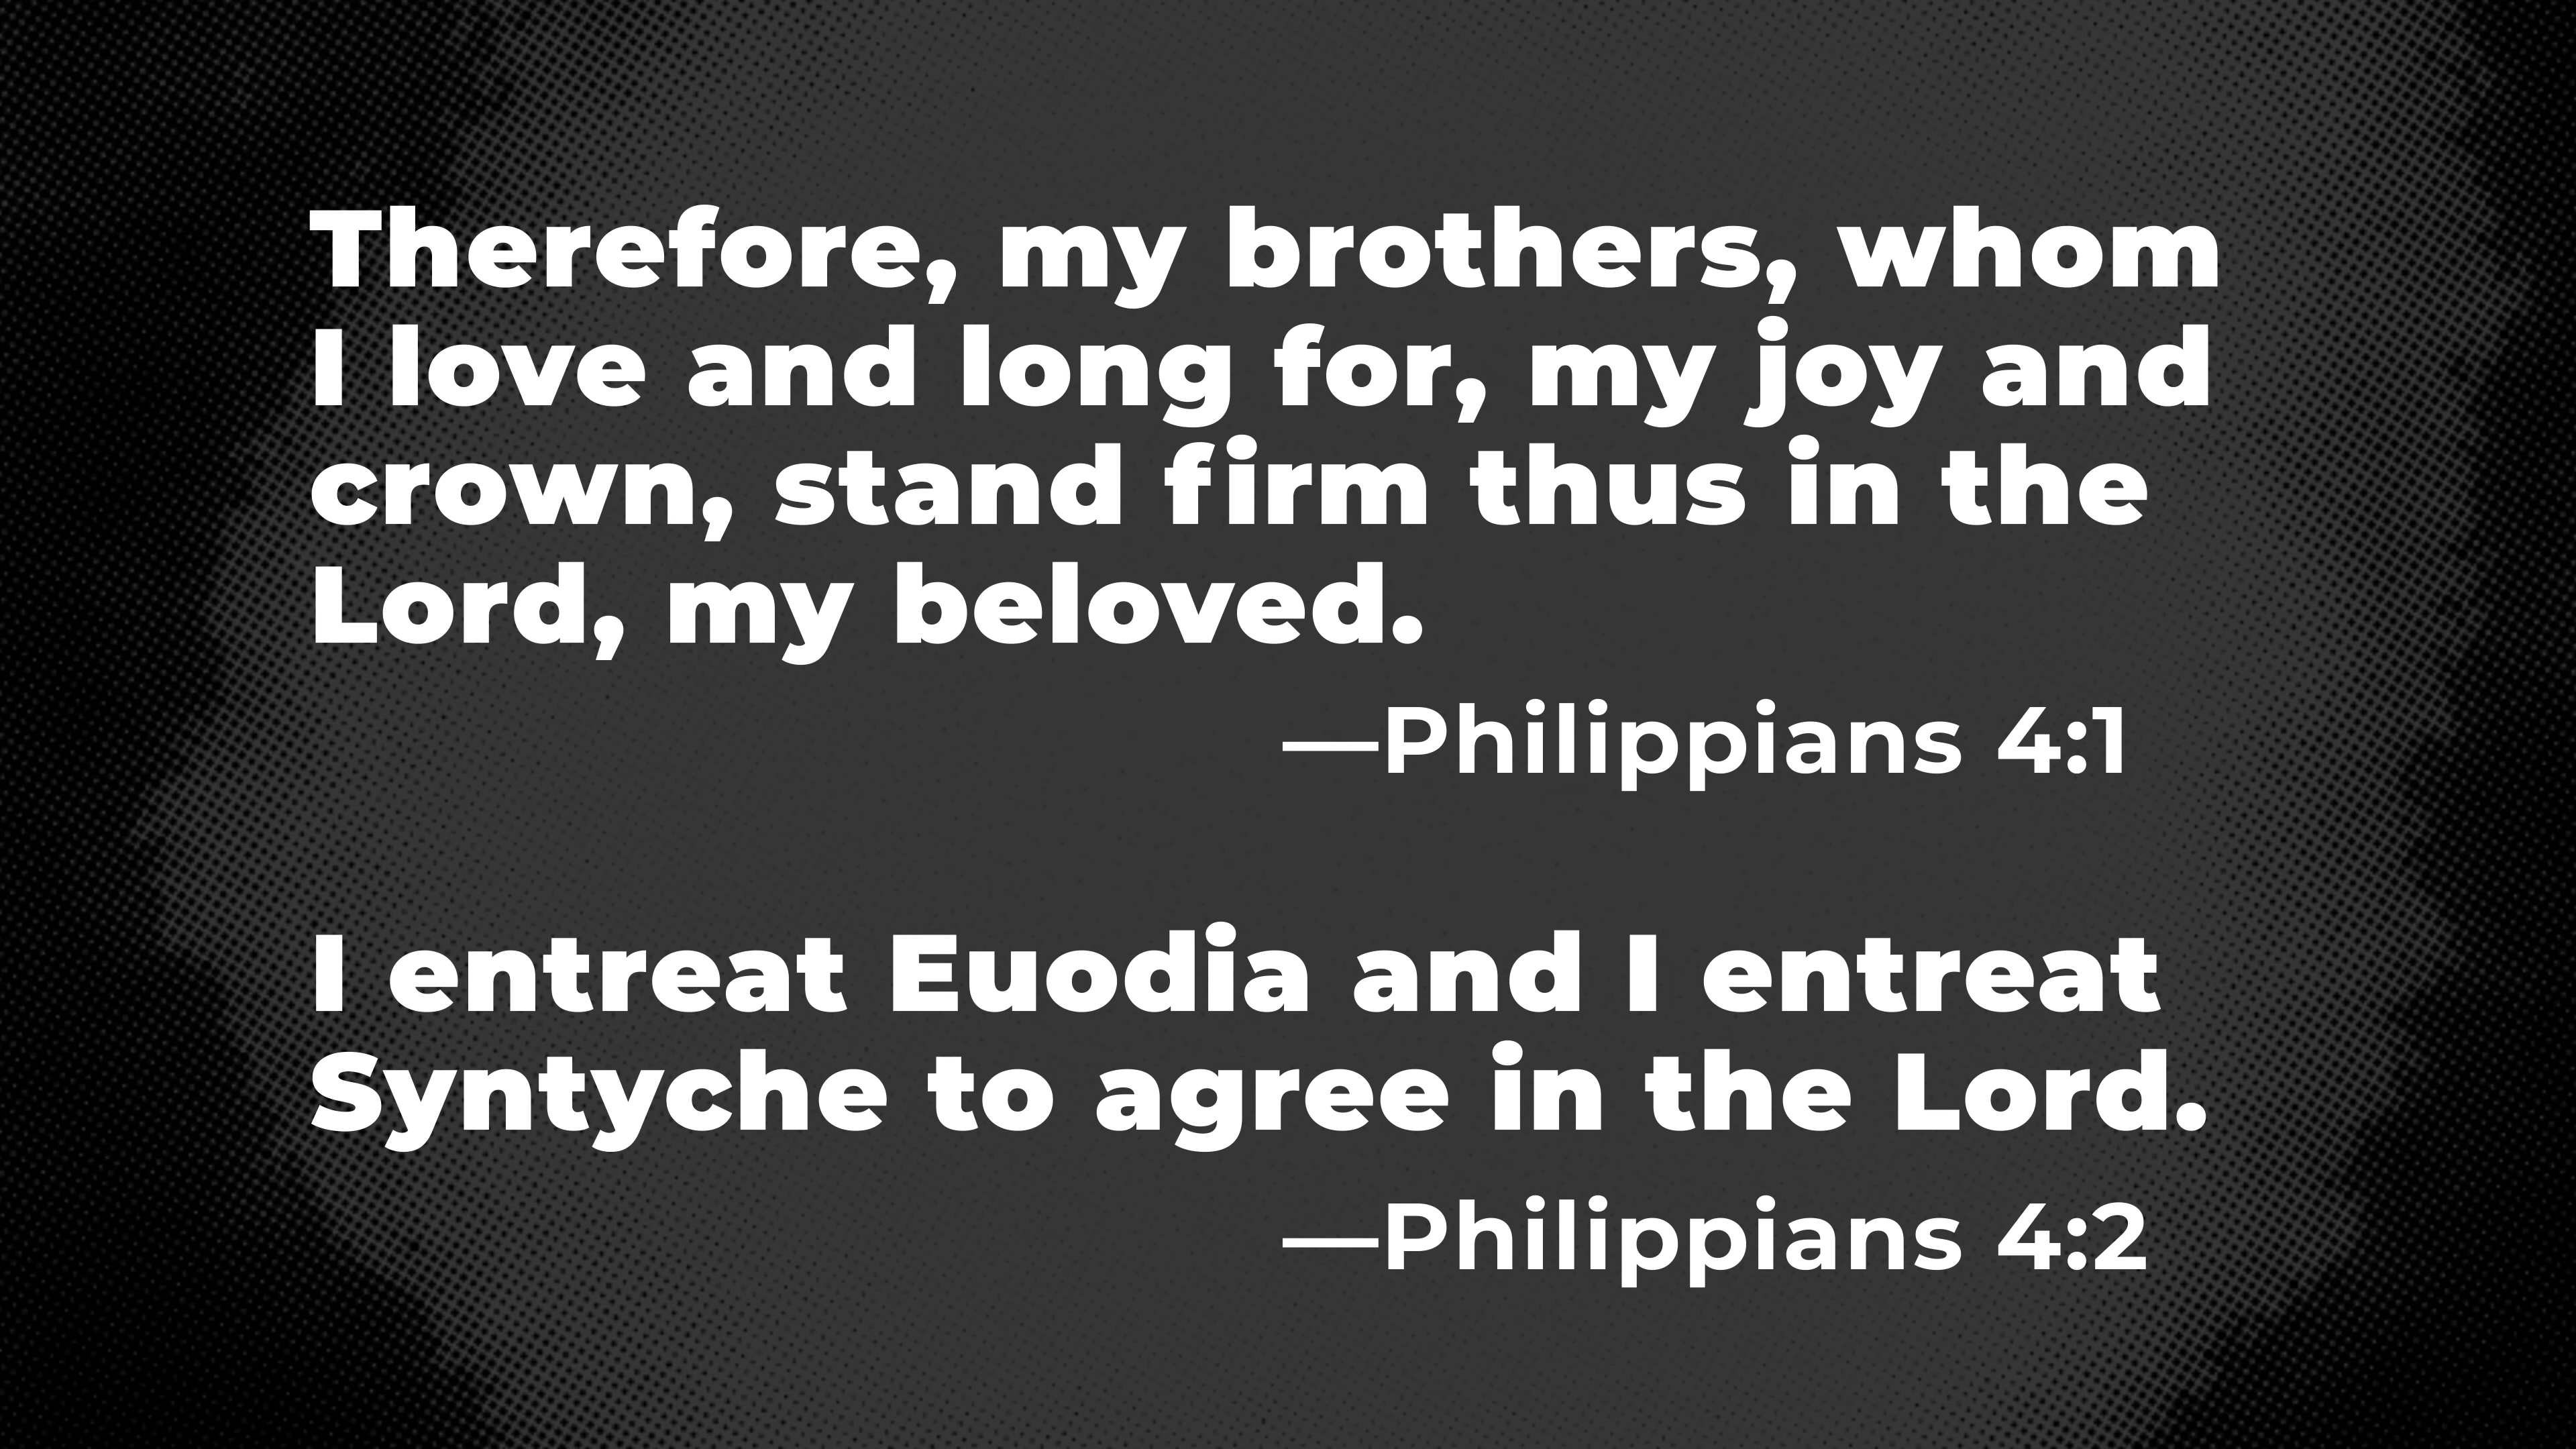 Therefore, my brothers, whom
I love and long for, my joy and
crown, stand firm thus in the
Lord, my beloved.
—Philippians 4:1
I entreat Euodia and I entreat
Syntyche to agree in the Lord.
—Philippians 4:2